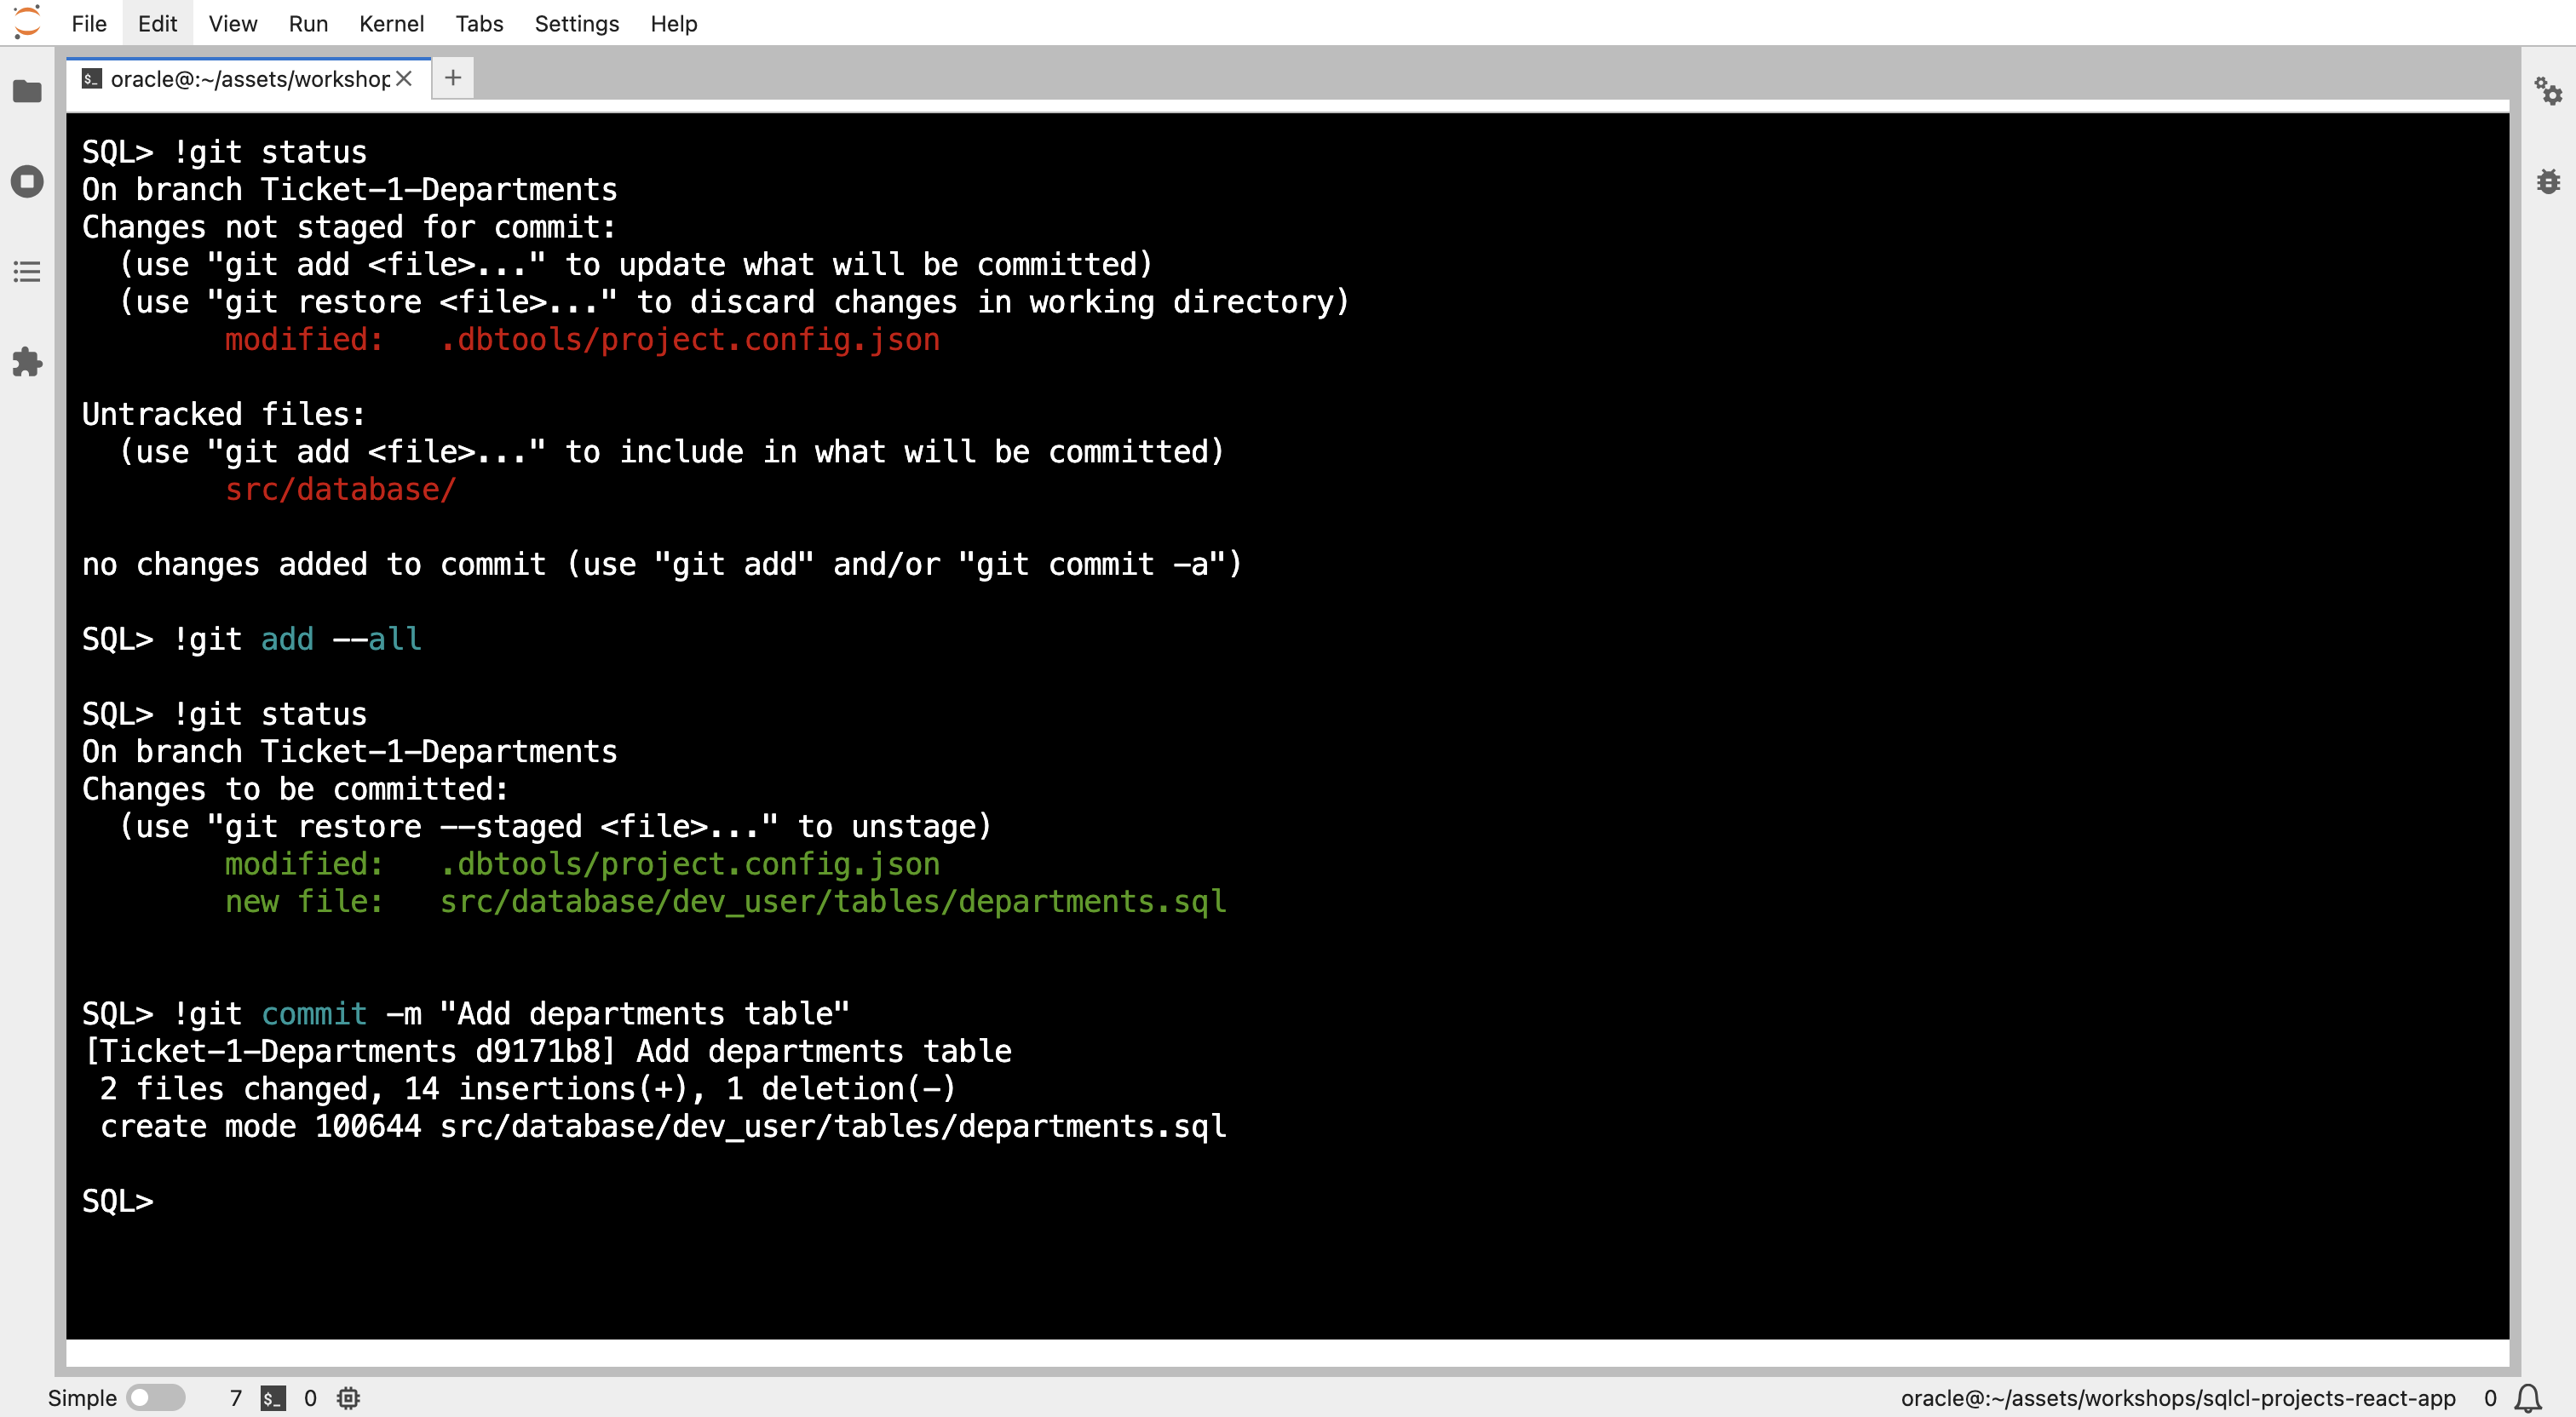 File Edit View Run Kernel Tabs Settings Help
$_ oracle@:~/assets/workshop
SQL> !git status
On branch Ticket-1-Departments
Changes not staged for commit:
  (use "git add <file>..." to update what will be committed)
  (use "git restore <file>..." to discard changes in working directory)
        modified:   .dbtools/project.config.json
Untracked files:
  (use "git add <file>..." to include in what will be committed)
        src/database/
no changes added to commit (use "git add" and/or "git commit -a")
SQL> !git add --all
SQL> !git status
On branch Ticket-1-Departments
Changes to be committed:
  (use "git restore --staged <file>..." to unstage)
        modified:   .dbtools/project.config.json
        new file:   src/database/dev_user/tables/departments.sql
SQL> !git commit -m "Add departments table"
[Ticket-1-Departments d9171b8] Add departments table
 2 files changed, 14 insertions(+), 1 deletion(-)
 create mode 100644 src/database/dev_user/tables/departments.sql
SQL>
Simple 7 $_ 0 oracle@:~/assets/workshops/sqlcl-projects-react-app 0